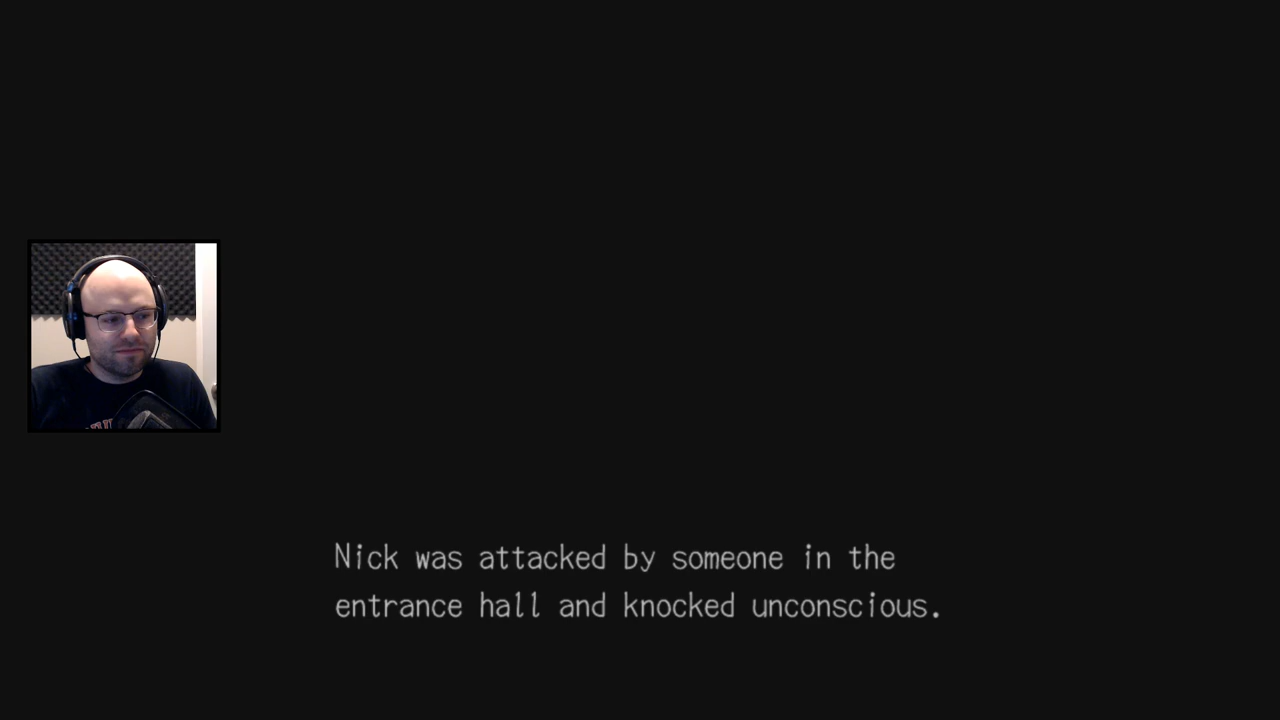 Nick was attacked by someone in the
entrance hall and knocked unconscious.